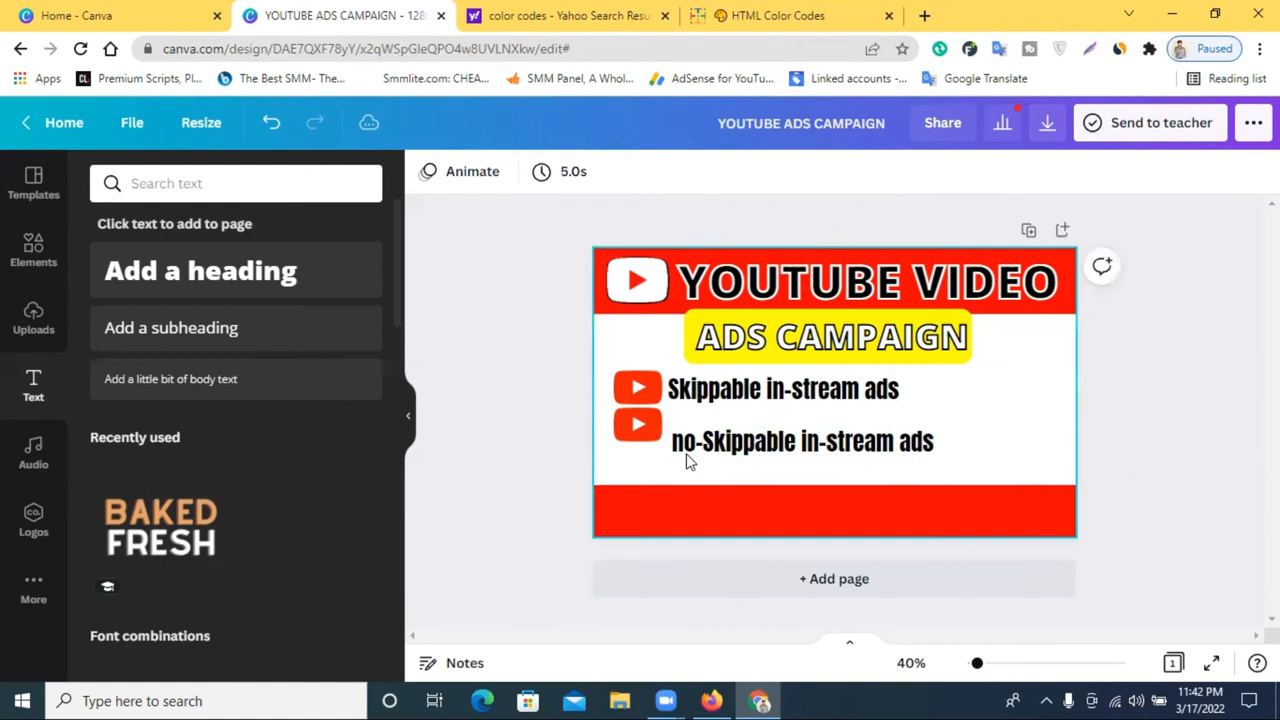 Home - Canva
YOUTUBE ADS CAMPAIGN - 128
color codes - Yahoo Search Resu
HTML Color Codes
canva.com/design/DAE7QXF78yY/x2qWSpGleQPO4w8UVLNXkw/edit#
Paused
Apps
Premium Scripts, Pl...
The Best SMM- The...
Smmlite.com: CHEA...
SMM Panel, A Whol...
AdSense for YouTu...
Linked accounts -...
Google Translate
Reading list
Home
File
Resize
YOUTUBE ADS CAMPAIGN
Share
Send to teacher
Templates
Elements
Uploads
Text
Audio
Logos
More
Search text
Click text to add to page
Add a heading
Add a subheading
Add a little bit of body text
Recently used
BAKED
FRESH
Font combinations
Animate
5.0s
YOUTUBE VIDEO
ADS CAMPAIGN
Skippable in-stream ads
no-Skippable in-stream ads
+ Add page
Notes
40%
1
Type here to search
11:42 PM
3/17/2022